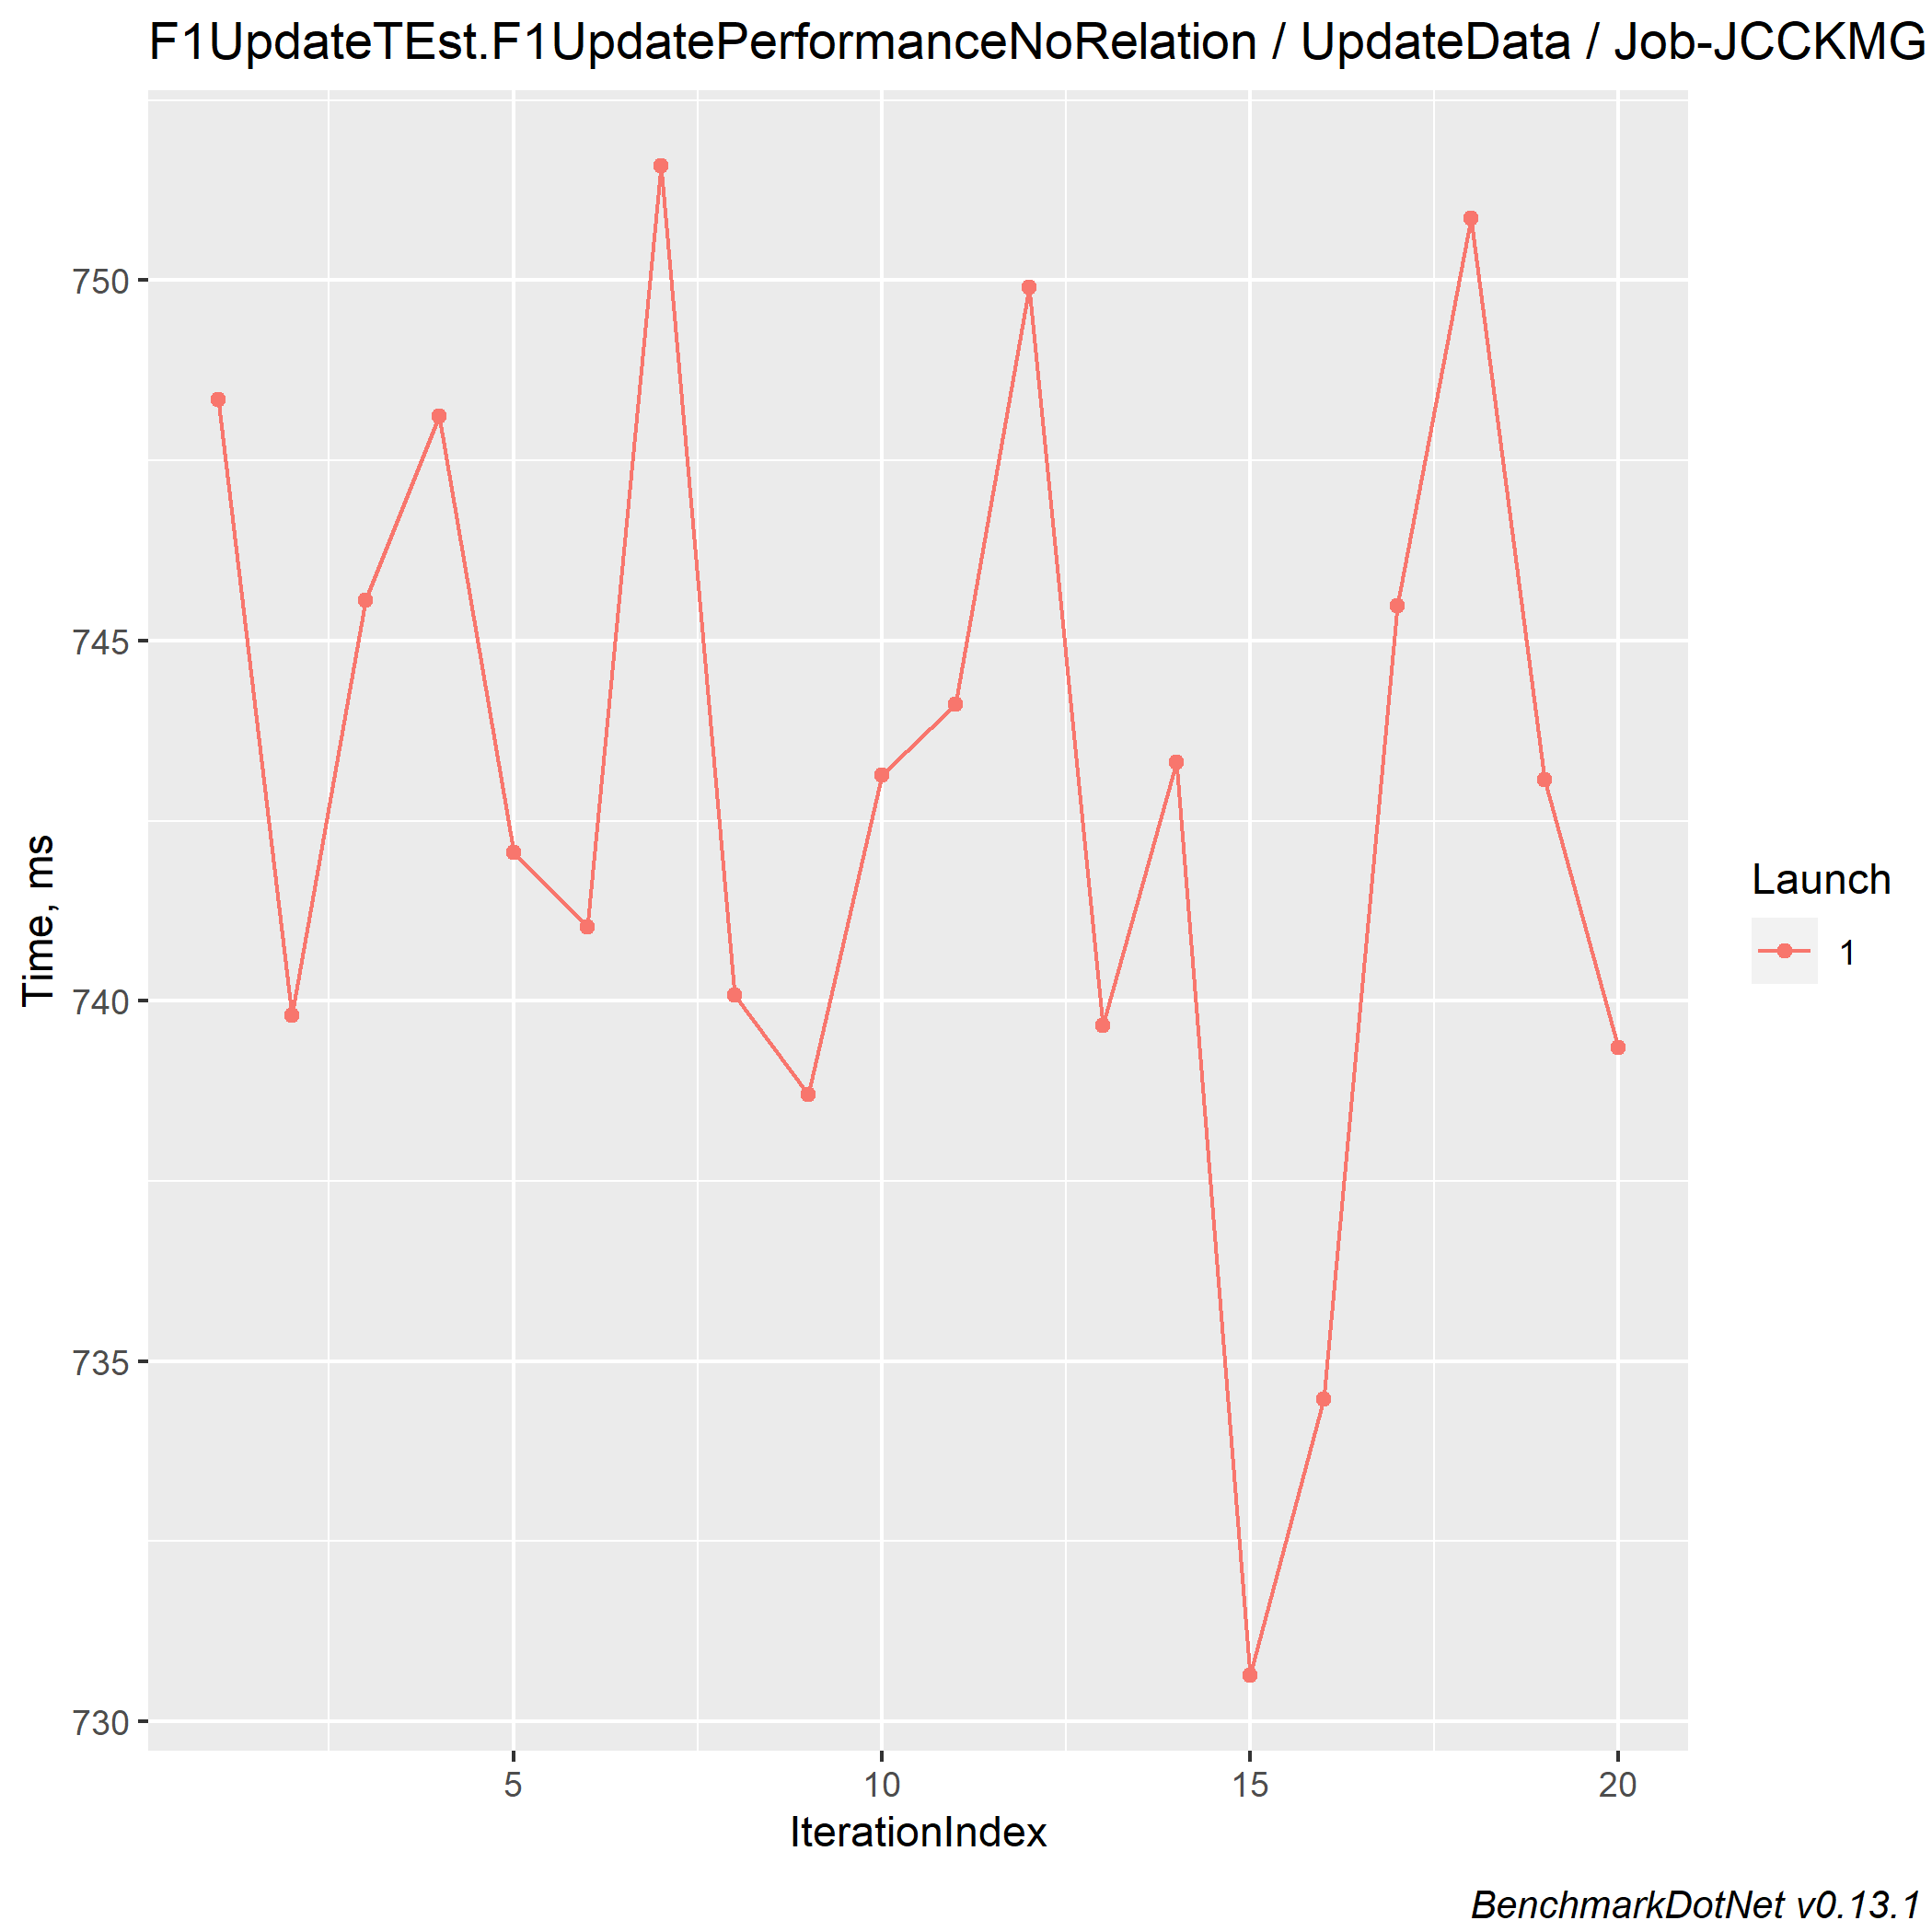 F1UpdateTEst.F1UpdatePerformanceNoRelation / UpdateData / Job-JCCKMG
750
745
740
735
730
Time, ms
5 10 15 20
IterationIndex
Launch
1
BenchmarkDotNet v0.13.1